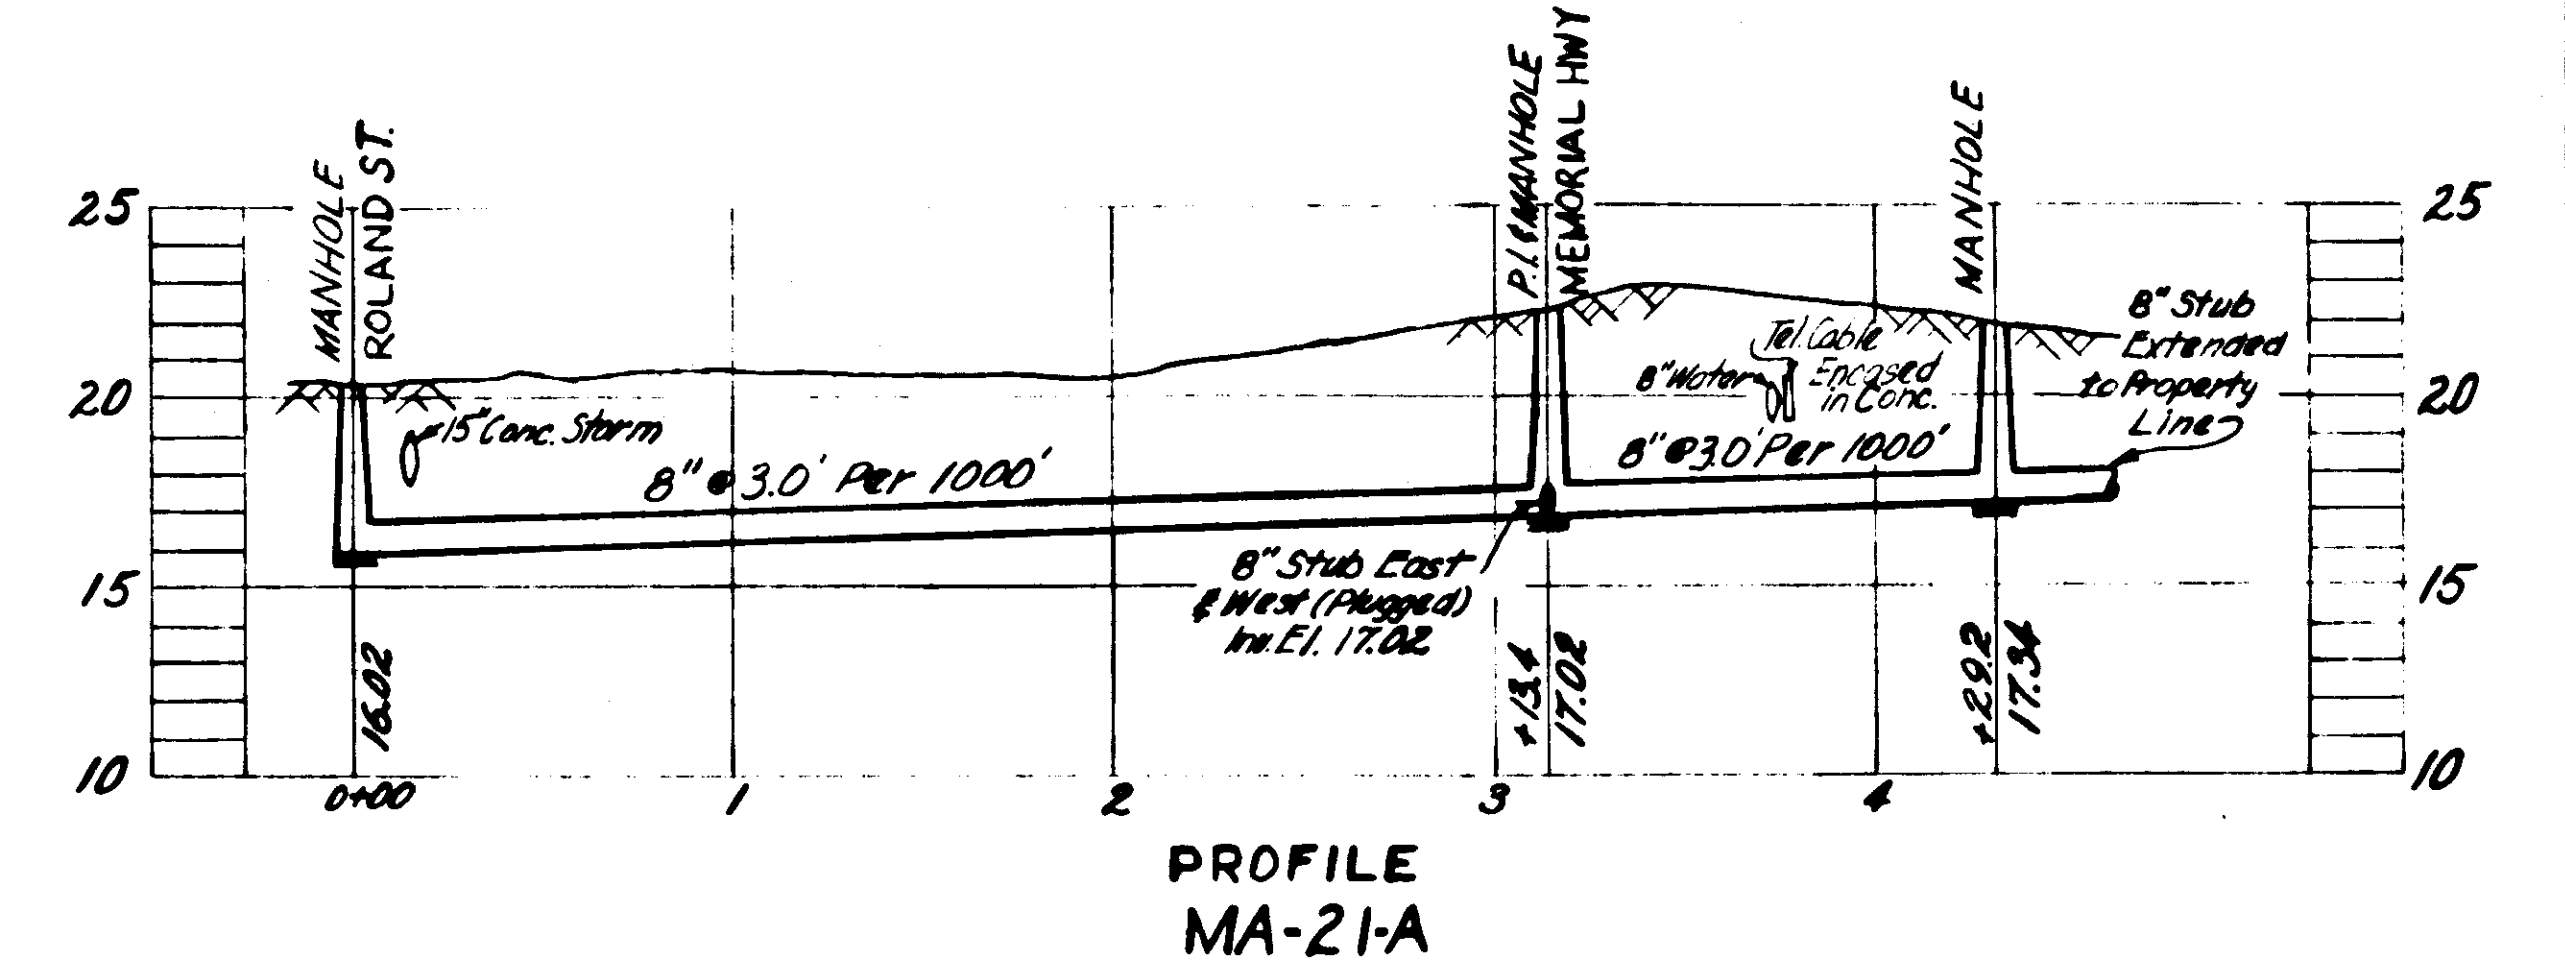 MANHOLE
ROLAND ST.
P.I. & MANHOLE
MEMORIAL HWY
MANHOLE
25
25
8" Stub
Extended
to Property
Line
Tel. Cable
Encased
in Conc.
8" Water
20
20
15" Conc. Storm
8" @ 3.0' Per 1000'
8" @ 3.0' Per 1000'
8" Stub East
& West (Plugged)
Inv. El. 17.02
15
15
16.02
+13.4
17.02
+29.2
17.34
10
10
0+00
1
2
3
4
PROFILE
MA-21-A